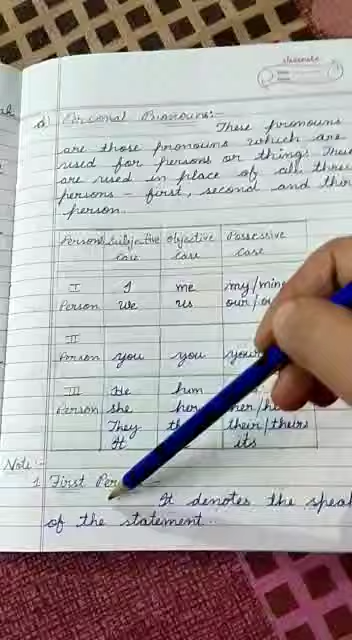 classmate
a) Personal Pronouns:-
These pronouns
are those pronouns which are
used for persons or things. These
are used in place of all three
persons - first, second and third
person.
Person Subjective case Objective case Possessive case
I Person I me my/mine
we us our/
II Person you you your
III Person He him
she her her/
They their/theirs
It its
Note:-
1. First
It denotes the
of the statement.